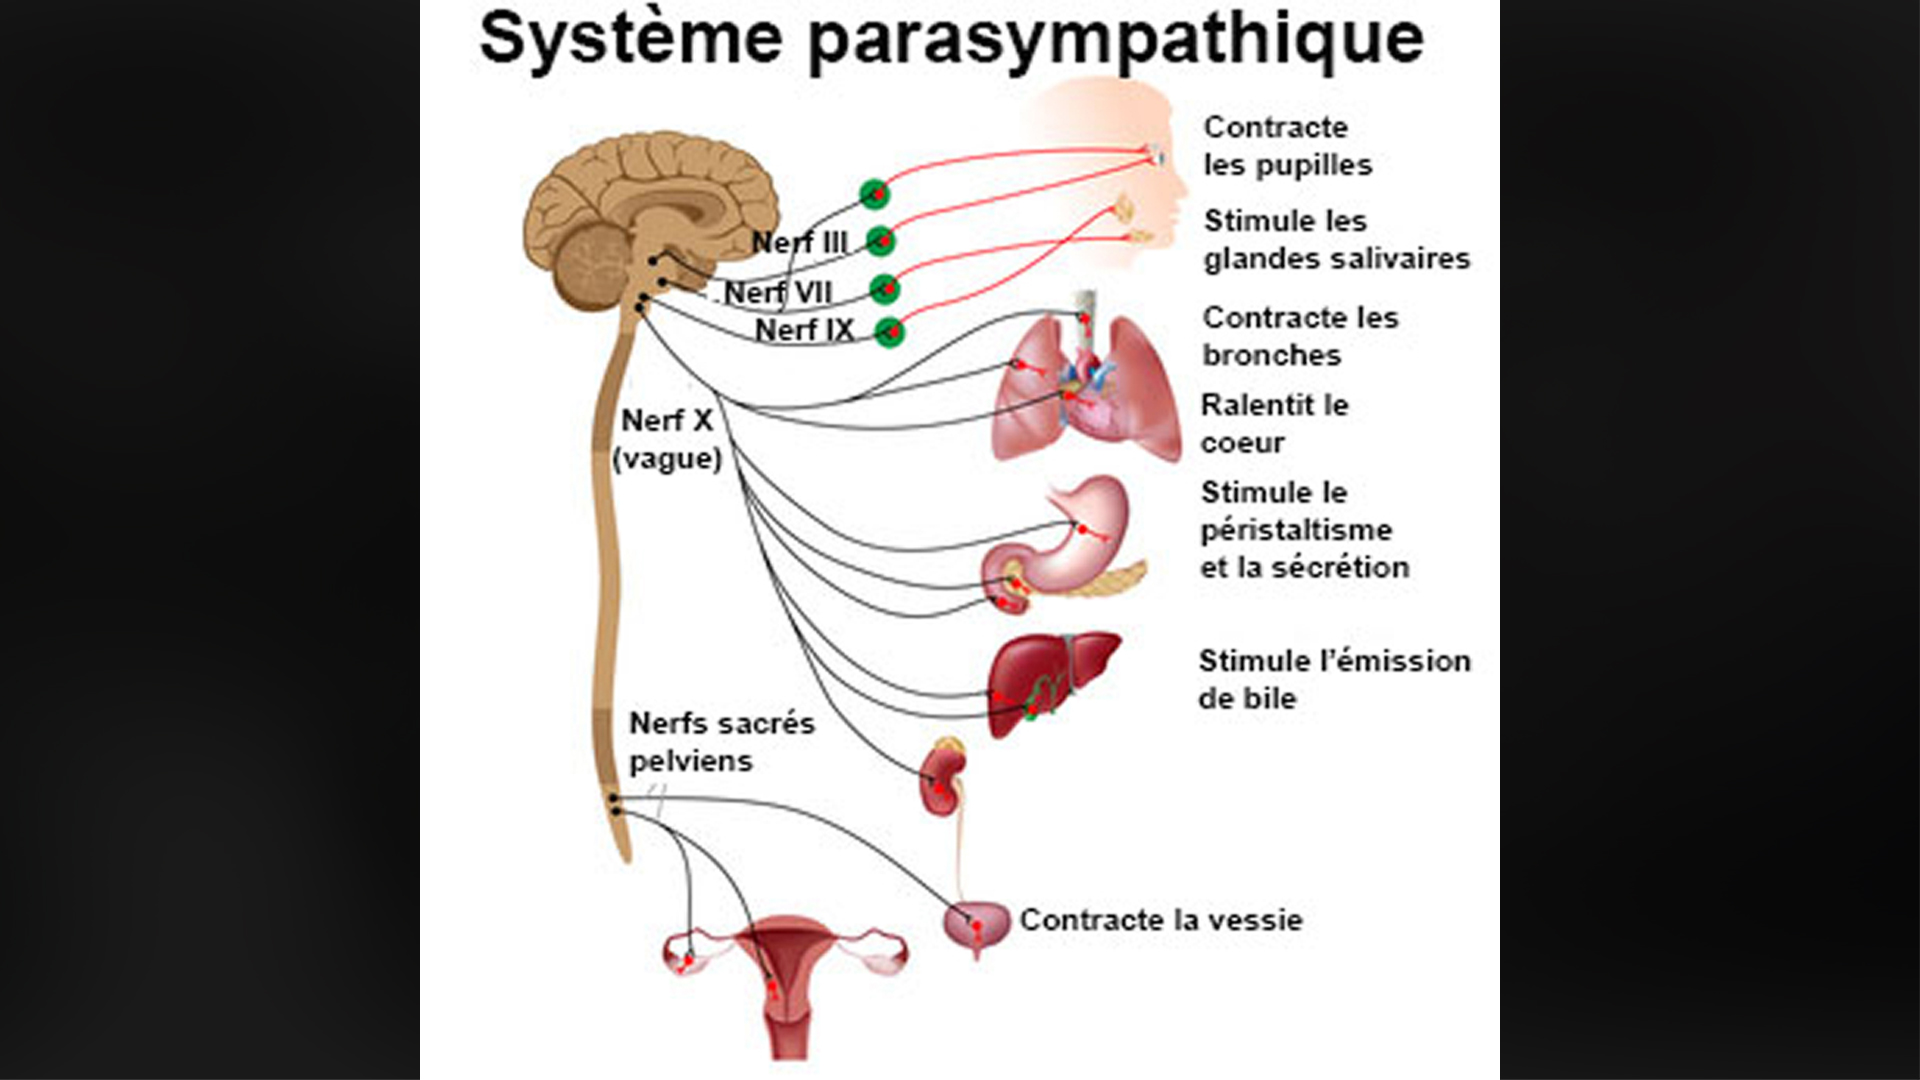 Système parasympathique
Contracte
les pupilles
Nerf III
Stimule les
glandes salivaires
Nerf VII
Nerf IX
Contracte les
bronches
Nerf X
(vague)
Ralentit le
coeur
Stimule le
péristaltisme
et la sécrétion
Stimule l'émission
de bile
Nerfs sacrés
pelviens
Contracte la vessie